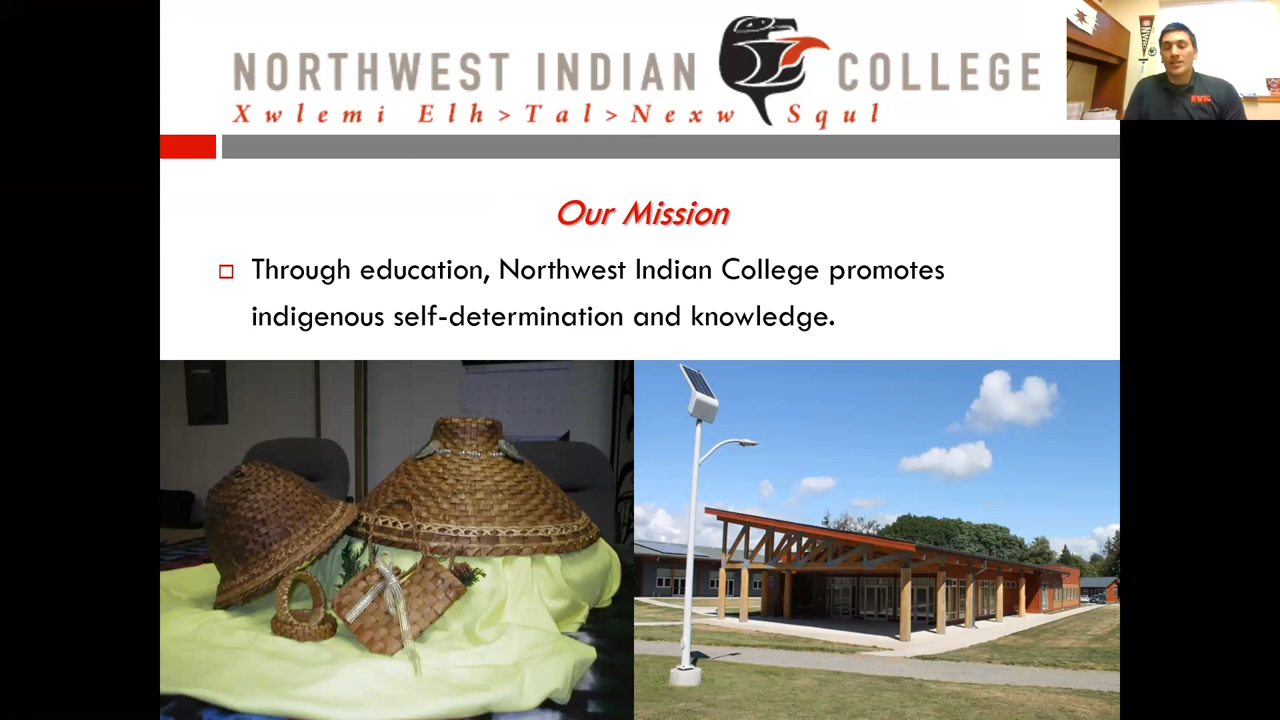 NORTHWEST INDIAN COLLEGE
Xwlemi Elh>Tal>Nexw Squl
NWIC
Our Mission
Through education, Northwest Indian College promotes
indigenous self-determination and knowledge.